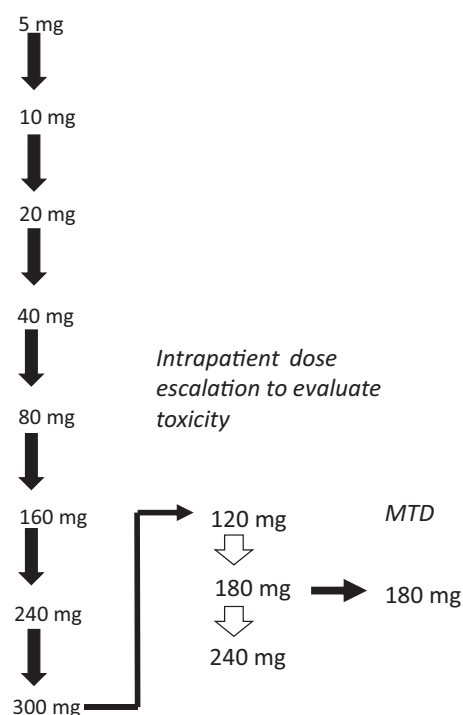 5 mg
10 mg
20 mg
40 mg
Intrapatient dose
escalation to evaluate
toxicity
80 mg
160 mg
120 mg
MTD
180 mg
180 mg
240 mg
240 mg
300 mg